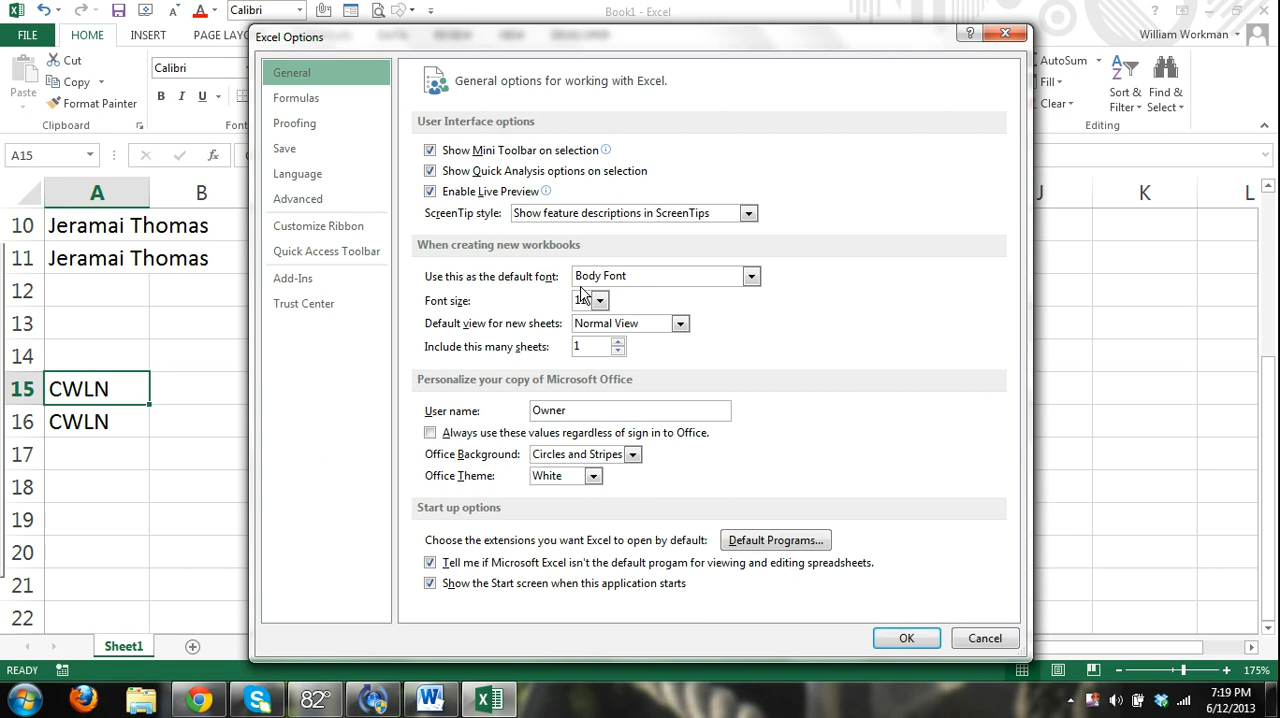 Calibri
Book1 - Excel
FILE
HOME
INSERT
William Workman
Cut
Copy
Format Painter
Paste
Clipboard
Calibri
B I U
AutoSum
Fill
Clear
Sort & Filter
Find & Select
Editing
A15
fx
A B J K L
10 Jeramai Thomas
11 Jeramai Thomas
12
13
14
15 CWLN
16 CWLN
17
18
19
20
21
22
Excel Options
General
Formulas
Proofing
Save
Language
Advanced
Customize Ribbon
Quick Access Toolbar
Add-Ins
Trust Center
General options for working with Excel.
User Interface options
Show Mini Toolbar on selection
Show Quick Analysis options on selection
Enable Live Preview
ScreenTip style: Show feature descriptions in ScreenTips
When creating new workbooks
Use this as the default font: Body Font
Font size:
Default view for new sheets: Normal View
Include this many sheets: 1
Personalize your copy of Microsoft Office
User name: Owner
Always use these values regardless of sign in to Office.
Office Background: Circles and Stripes
Office Theme: White
Start up options
Choose the extensions you want Excel to open by default: Default Programs...
Tell me if Microsoft Excel isn't the default progam for viewing and editing spreadsheets.
Show the Start screen when this application starts
OK Cancel
Sheet1
READY
175%
82°
7:19 PM
6/12/2013